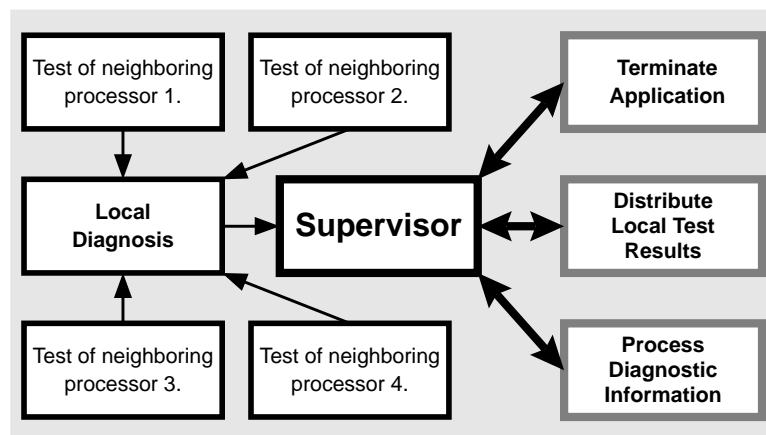 Test of neighboring
processor 1.
Test of neighboring
processor 2.
Terminate
Application
Local
Diagnosis
Supervisor
Distribute
Local Test
Results
Test of neighboring
processor 3.
Test of neighboring
processor 4.
Process
Diagnostic
Information